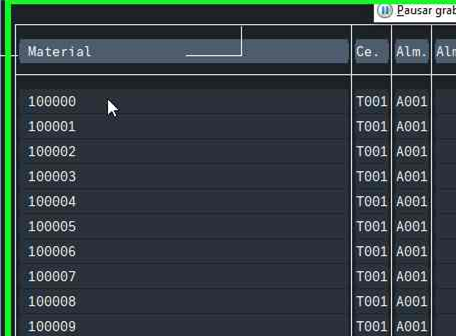 Pausar grab
Material Ce. Alm. Alm
100000 T001 A001
100001 T001 A001
100002 T001 A001
100003 T001 A001
100004 T001 A001
100005 T001 A001
100006 T001 A001
100007 T001 A001
100008 T001 A001
100009 T001 A001